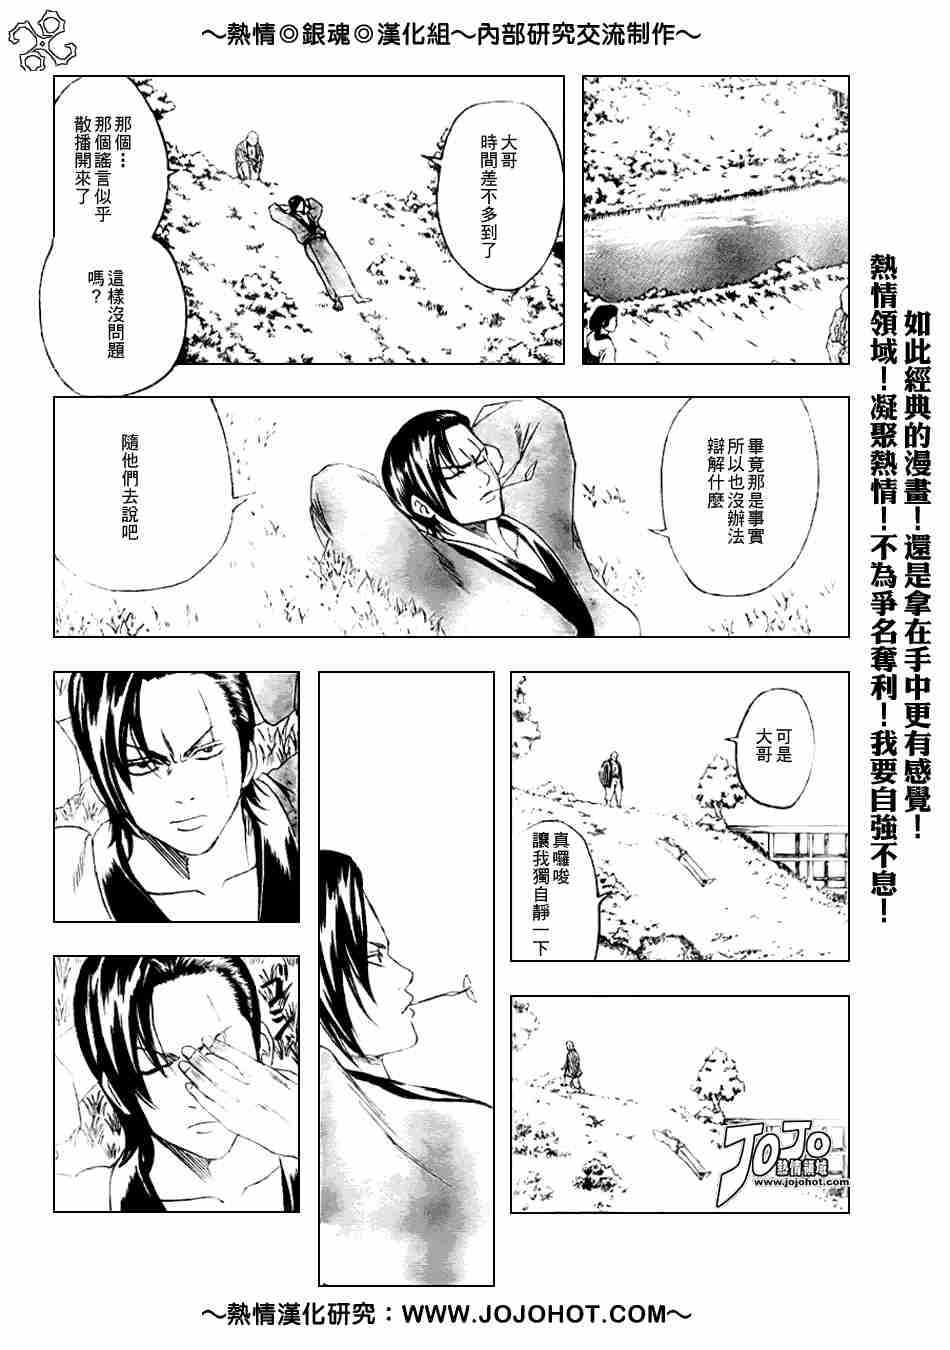 ～熱情◎銀魂◎漢化組～內部研究交流制作～
大哥
時間差不多到了
那個…
那個謠言似乎
散播開來了
這樣沒問題
嗎？
畢竟那是事實
所以也沒辦法
辯解什麼
隨他們去說吧
可是
大哥
真囉唆
讓我獨自靜一下
如此經典的漫畫！還是拿在手中更有感覺！
熱情領域！凝聚熱情！不為爭名奪利！我要自強不息！
JOJO
熱情領域
www.jojohot.com
～熱情漢化研究：WWW.JOJOHOT.COM～